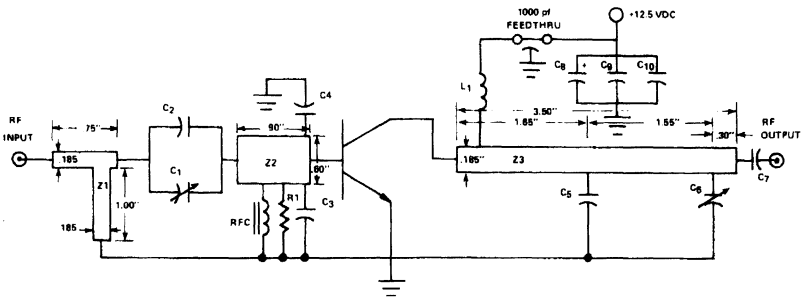 1000 pf
FEEDTHRU
+12.5 VDC
C8
+
C9
C10
L1
C4
C2
RF
INPUT
.75"
.90"
3.50"
1.65"
1.55"
.30"
RF
OUTPUT
.185
Z1
C1
Z2
.60"
.185"
Z3
C7
1.00"
.185
RFC
R1
C3
C5
C6